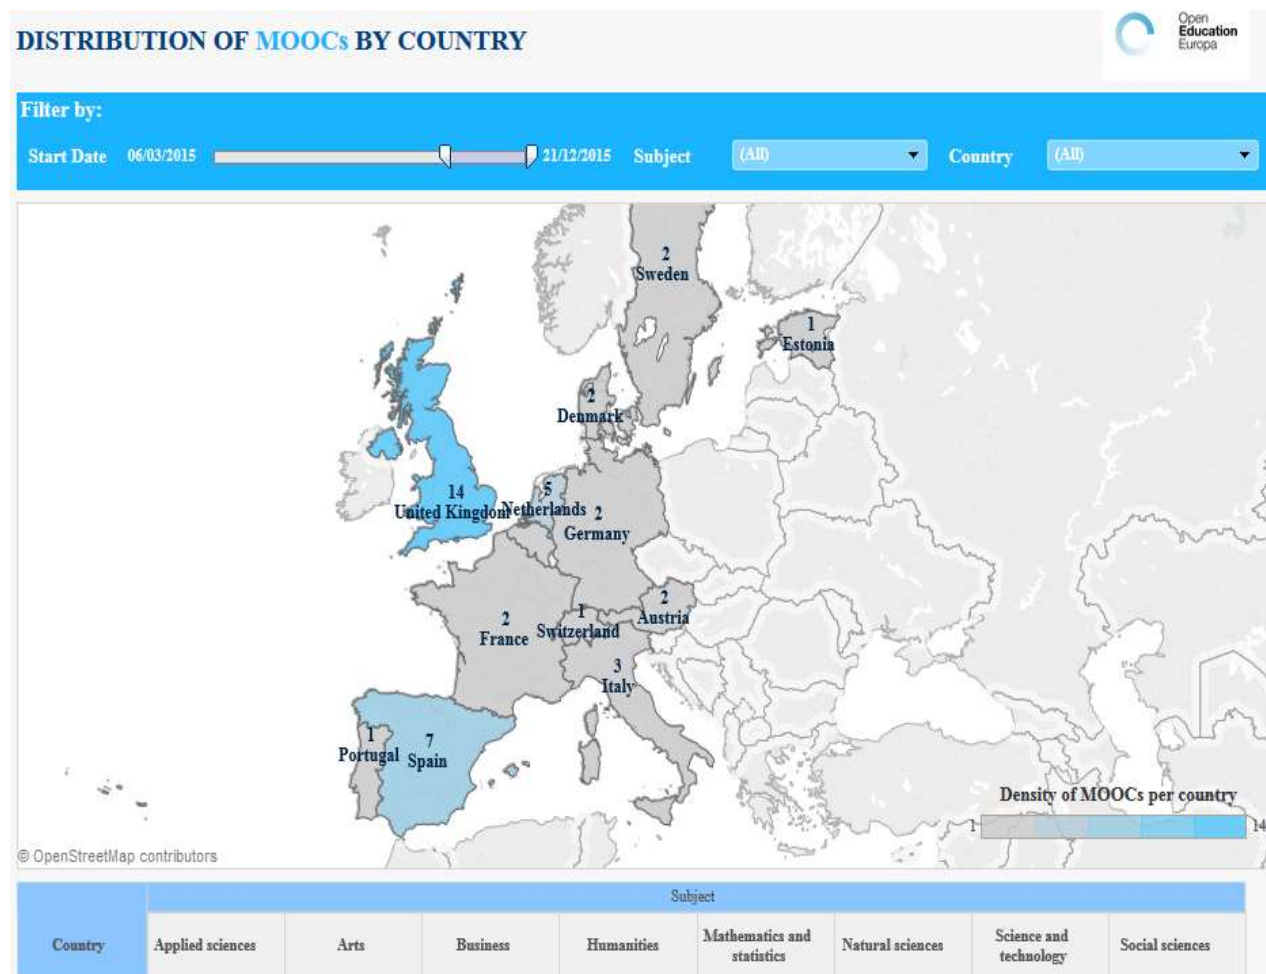 DISTRIBUTION OF MOOCs BY COUNTRY
Open
Education
Europa
Filter by:
Start Date 06/03/2015 21/12/2015 Subject (All) Country (All)
2
Sweden
1
Estonia
2
Denmark
14
United Kingdom
5
Netherlands
2
Germany
2
Austria
1
Switzerland
2
France
3
Italy
1
Portugal
7
Spain
Density of MOOCs per country
1 14
© OpenStreetMap contributors
Subject
Country Applied sciences Arts Business Humanities Mathematics and statistics Natural sciences Science and technology Social sciences